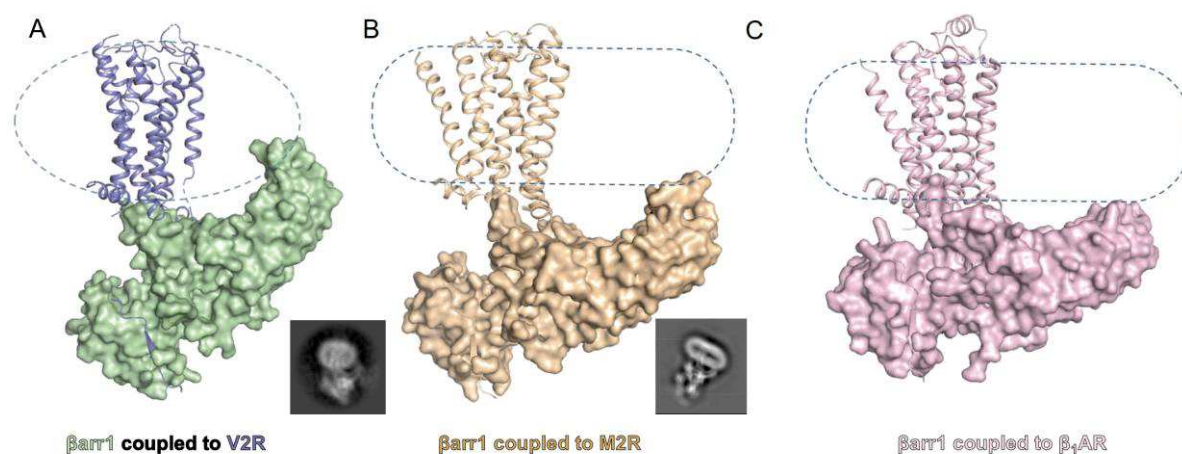 A
B
C
βarr1 coupled to V2R
βarr1 coupled to M2R
βarr1 coupled to β₁AR